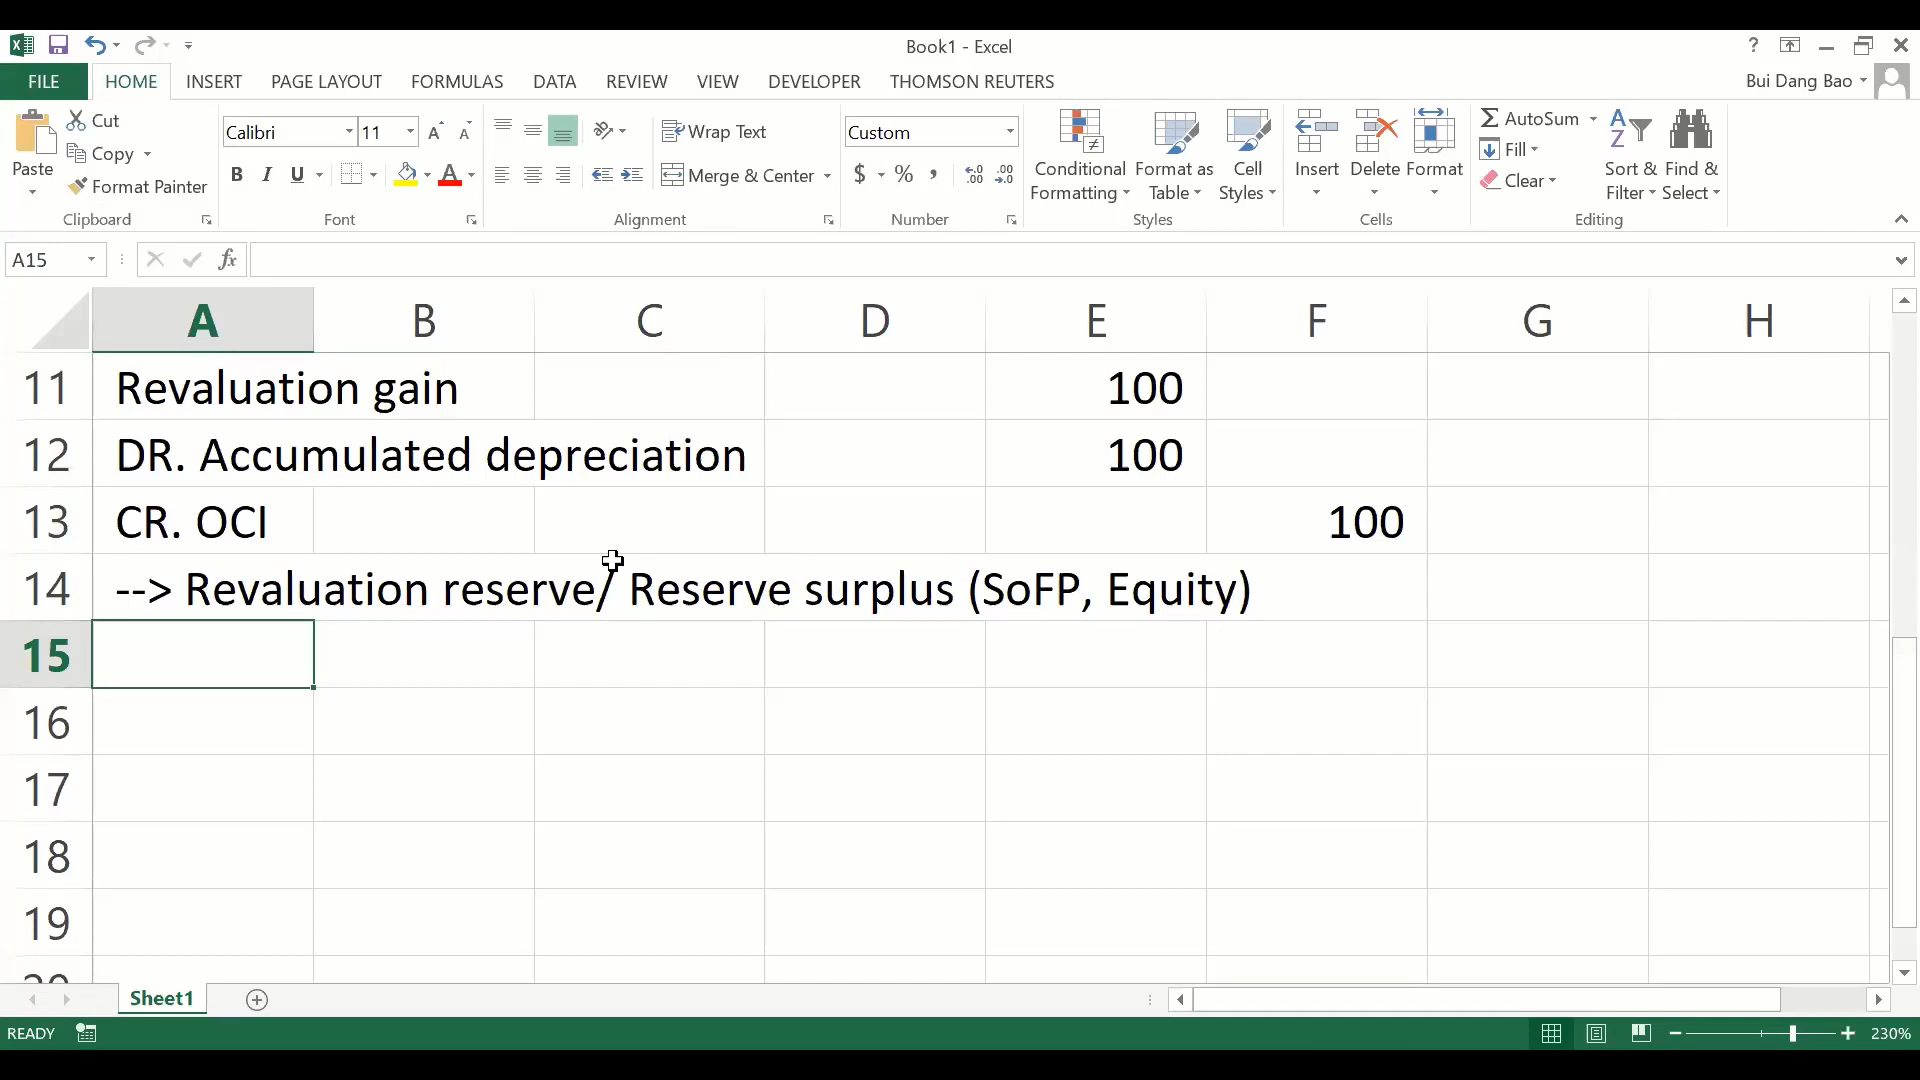 Book1 - Excel
?
FILE HOME INSERT PAGE LAYOUT FORMULAS DATA REVIEW VIEW DEVELOPER THOMSON REUTERS Bui Dang Bao
Paste Cut Copy Format Painter Clipboard
Calibri 11 B I U A A A Font
Wrap Text Merge & Center Alignment
Custom $ % , .00 .0 Number
Conditional Formatting Format as Table Cell Styles Styles
Insert Delete Format Cells
AutoSum Fill Clear Sort & Filter Find & Select Editing
A15 fx
A B C D E F G H
11 Revaluation gain 100
12 DR. Accumulated depreciation 100
13 CR. OCI 100
14 --> Revaluation reserve/ Reserve surplus (SoFP, Equity)
15
16
17
18
19
Sheet1
READY 230%